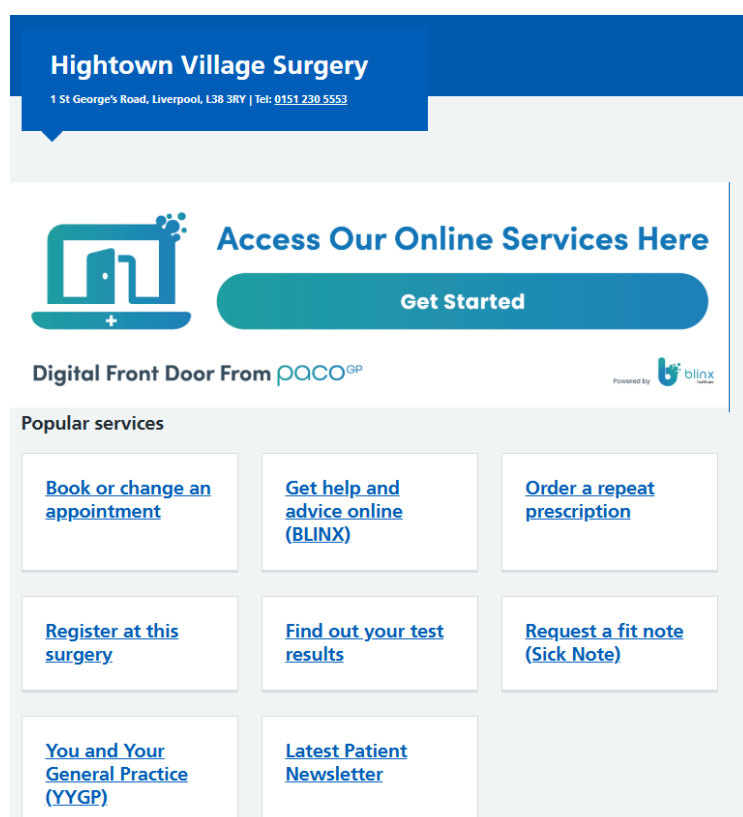 Hightown Village Surgery
1 St George's Road, Liverpool, L38 3RY | Tel: 0151 230 5553
Access Our Online Services Here
Get Started
Digital Front Door From paco GP
Powered by blinx healthcare
Popular services
Book or change an
appointment
Get help and
advice online
(BLINX)
Order a repeat
prescription
Register at this
surgery
Find out your test
results
Request a fit note
(Sick Note)
You and Your
General Practice
(YYGP)
Latest Patient
Newsletter